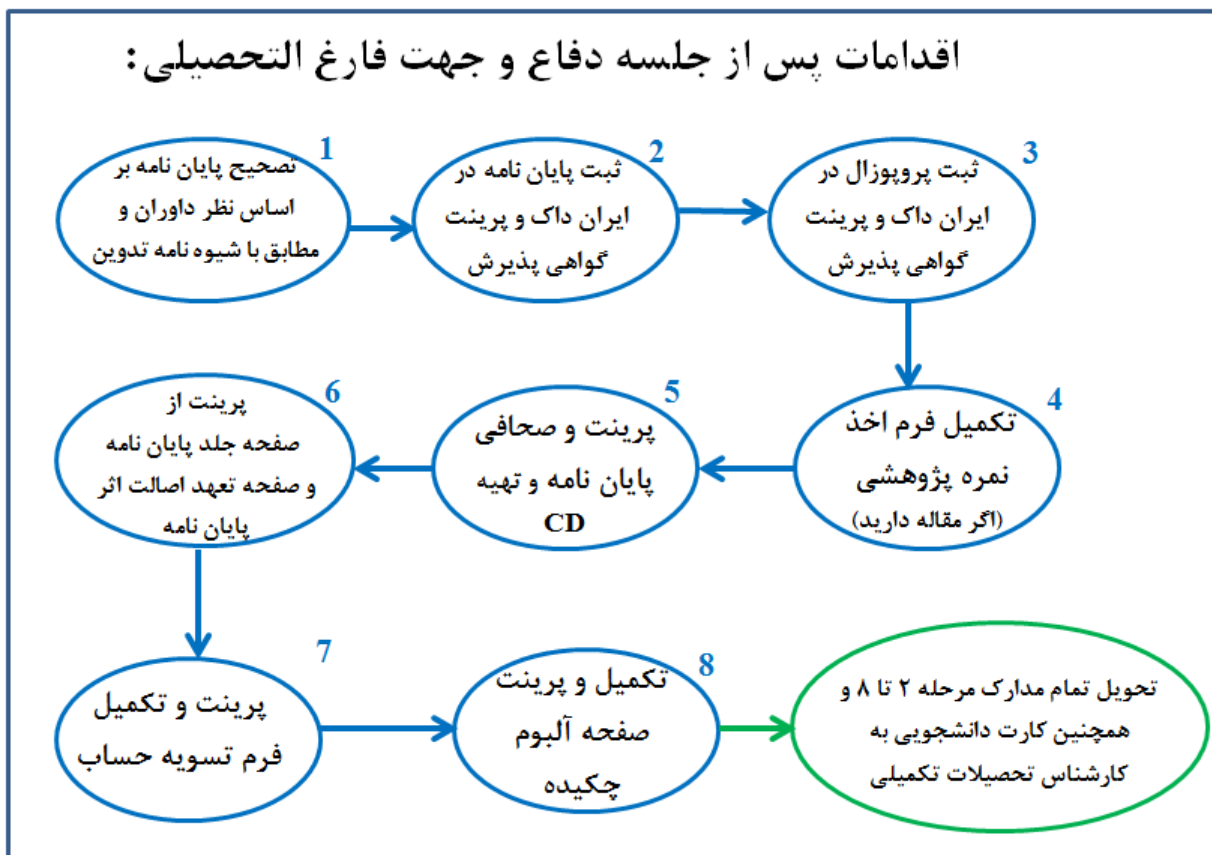 اقدامات پس از جلسه دفاع و جهت فارغ التحصیلی:
1
تصحیح پایان نامه بر
اساس نظر داوران و
مطابق با شیوه نامه تدوین
2
ثبت پایان نامه در
ایران داک و پرینت
گواهی پذیرش
3
ثبت پروپوزال در
ایران داک و پرینت
گواهی پذیرش
4
تکمیل فرم اخذ
نمره پژوهشی
(اگر مقاله دارید)
5
پرینت و صحافی
پایان نامه و تهیه
CD
6
پرینت از
صفحه جلد پایان نامه
و صفحه تعهد اصالت اثر
پایان نامه
7
پرینت و تکمیل
فرم تسویه حساب
8
تکمیل و پرینت
صفحه آلبوم
چکیده
تحویل تمام مدارک مرحله ۲ تا ۸ و
همچنین کارت دانشجویی به
کارشناس تحصیلات تکمیلی